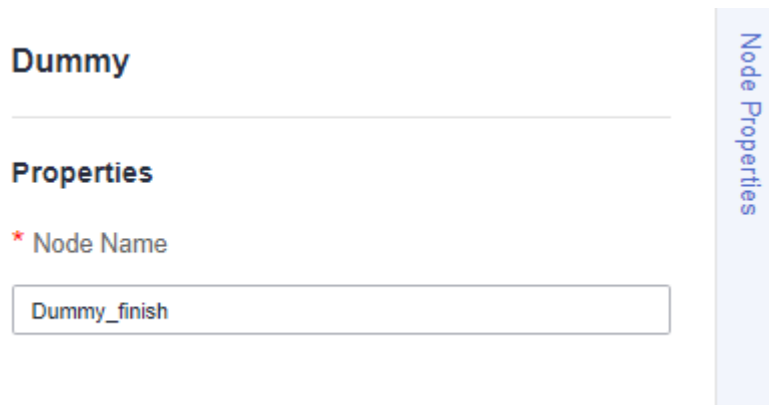 Dummy
Properties
* Node Name
Dummy_finish
Node Properties